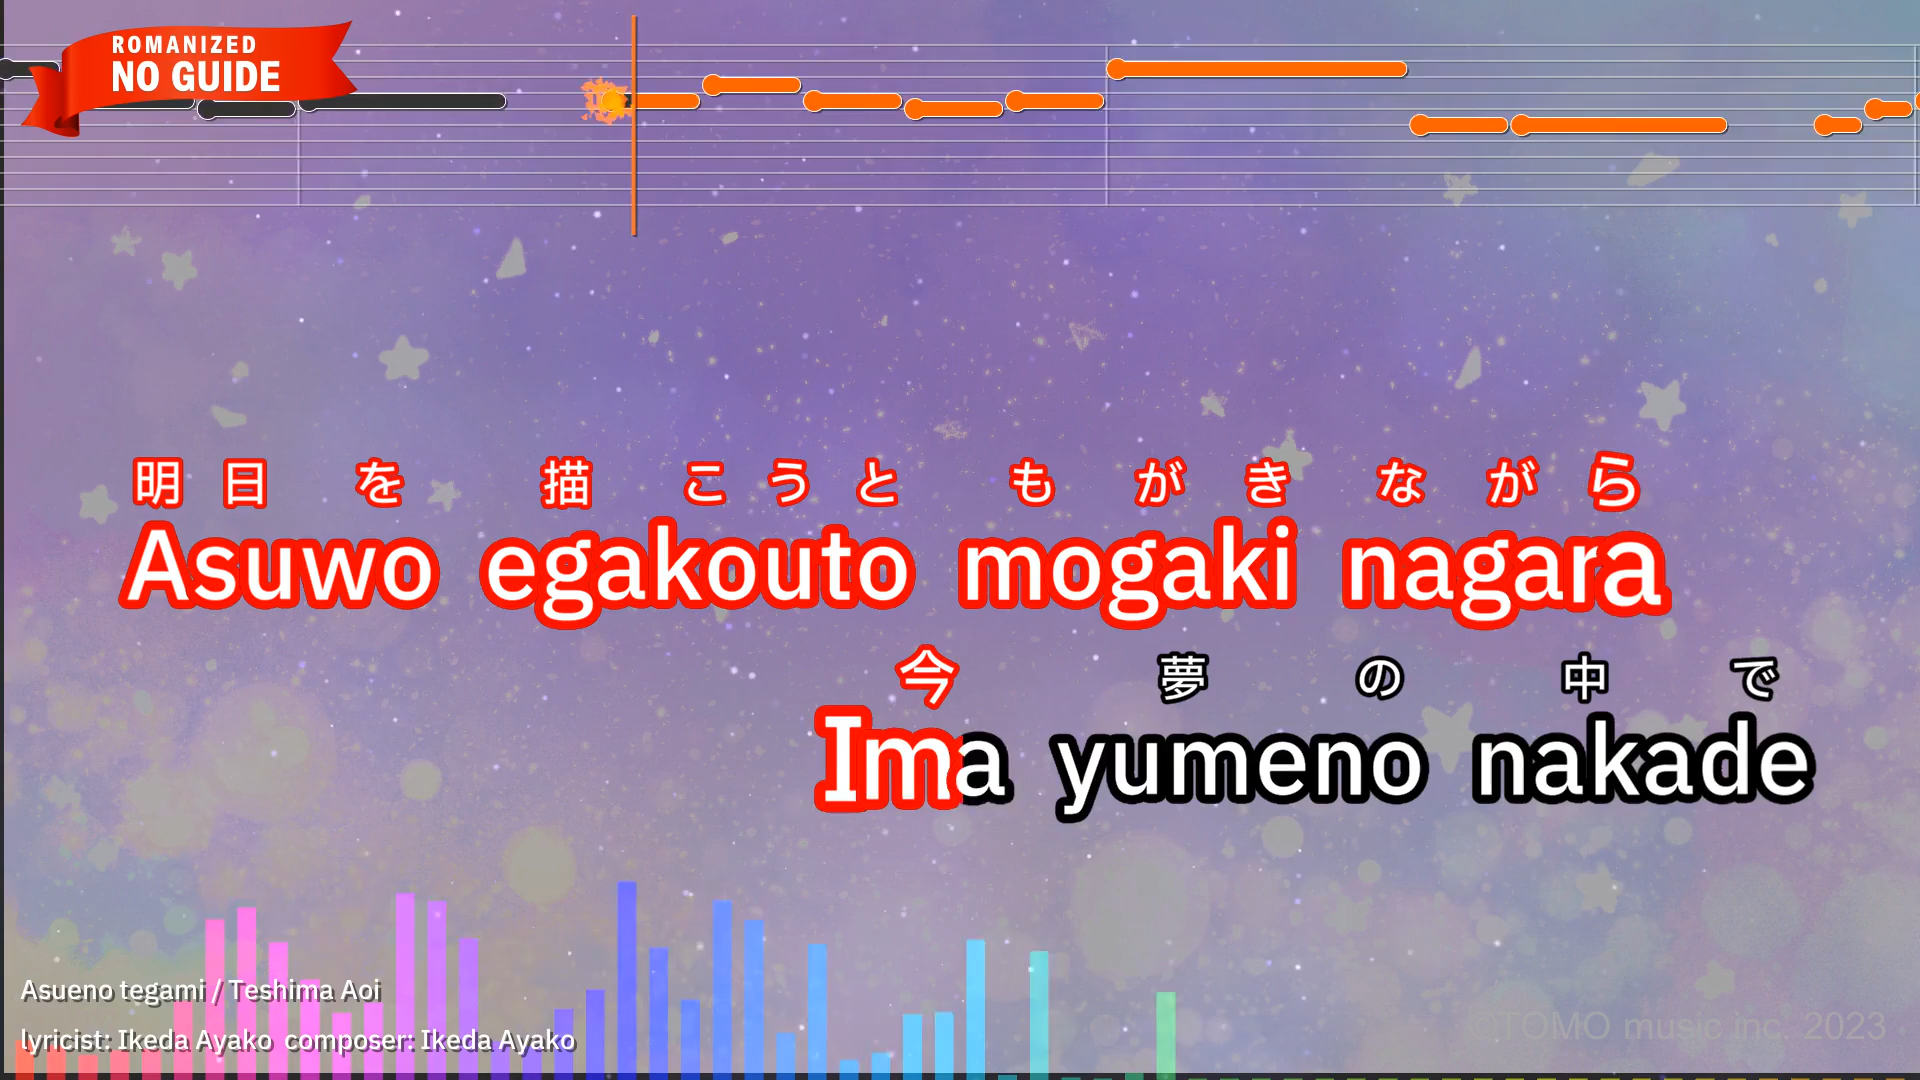 ROMANIZED
NO GUIDE
明日を描こうともがきながら
Asuwo egakouto mogaki nagara
今夢の中で
Ima yumeno nakade
Asueno tegami / Teshima Aoi
lyricist: Ikeda Ayako composer: Ikeda Ayako
©TOMO music inc. 2023